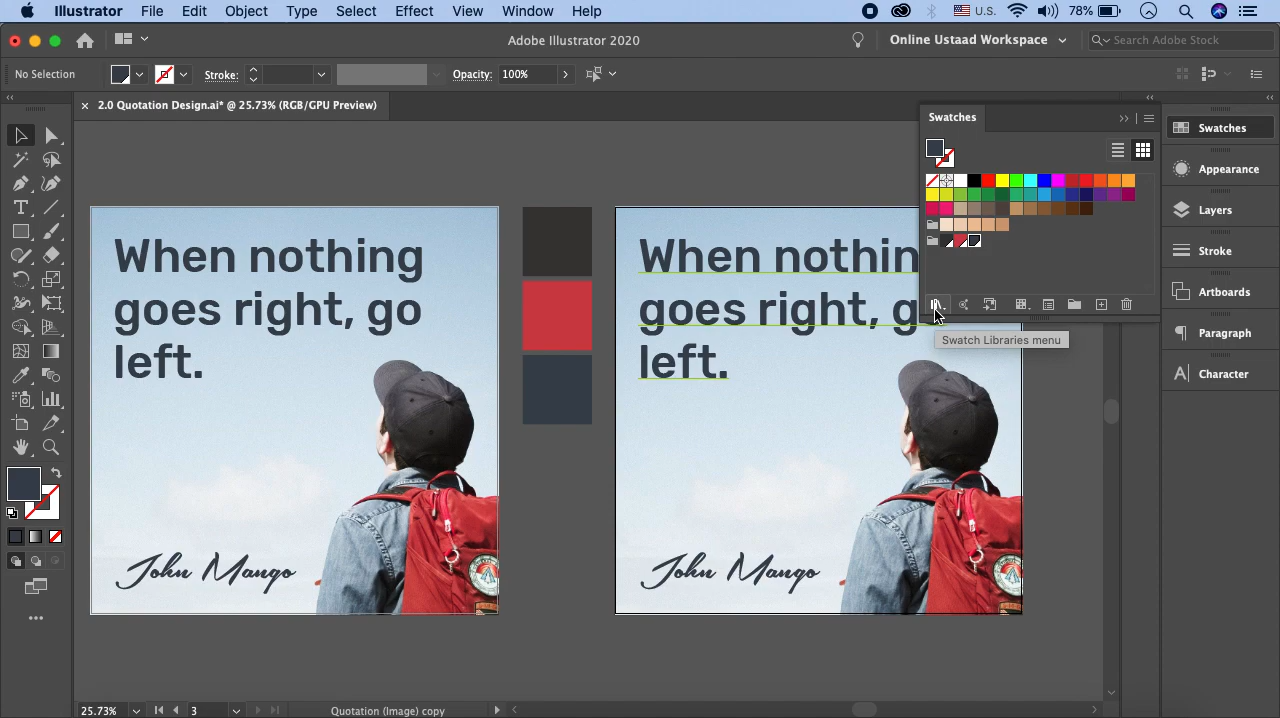 Illustrator File Edit Object Type Select Effect View Window Help U.S. 78%
Adobe Illustrator 2020 Online Ustaad Workspace Search Adobe Stock
No Selection Stroke: Opacity: 100%
2.0 Quotation Design.ai* @ 25.73% (RGB/GPU Preview)
Swatches
Swatches
Appearance
Layers
Stroke
Artboards
Paragraph
Character
Swatch Libraries menu
When nothing
goes right, go
left.
John Mango
When nothin
goes right, g
left.
John Mango
25.73% 3 Quotation (Image) copy